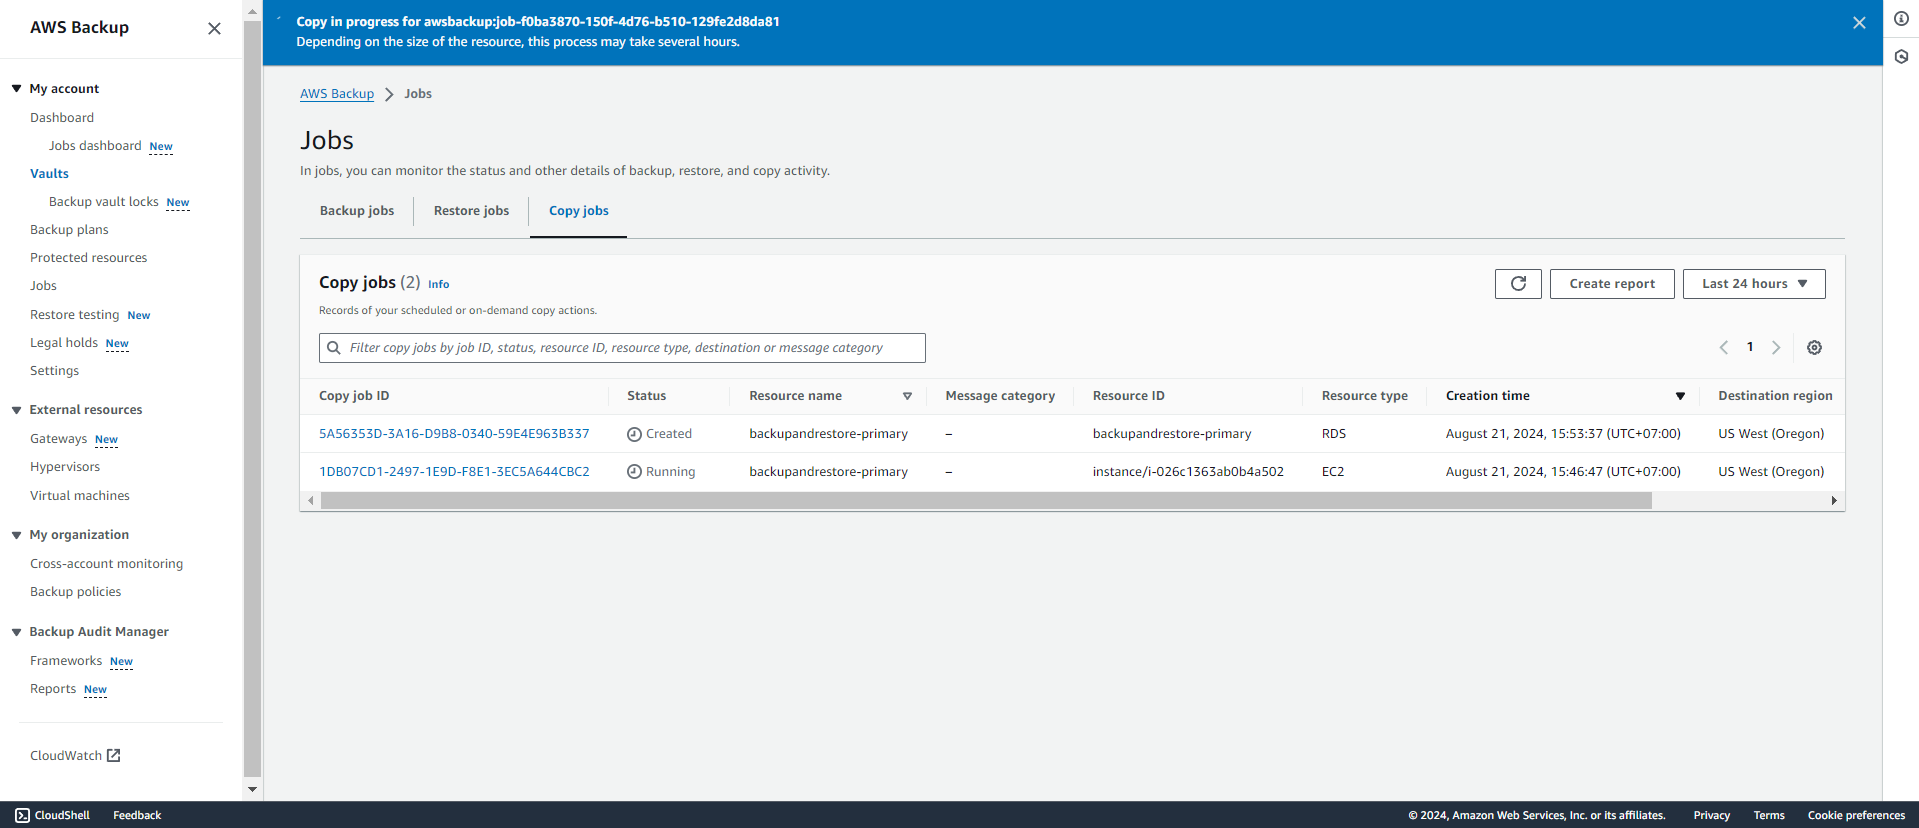 AWS Backup
My account
Dashboard
Jobs dashboard New
Vaults
Backup vault locks New
Backup plans
Protected resources
Jobs
Restore testing New
Legal holds New
Settings
External resources
Gateways New
Hypervisors
Virtual machines
My organization
Cross-account monitoring
Backup policies
Backup Audit Manager
Frameworks New
Reports New
CloudWatch
Copy in progress for awsbackup:job-f0ba3870-150f-4d76-b510-129fe2d8da81
Depending on the size of the resource, this process may take several hours.
AWS Backup > Jobs
Jobs
In jobs, you can monitor the status and other details of backup, restore, and copy activity.
Backup jobs Restore jobs Copy jobs
Copy jobs (2) Info
Create report Last 24 hours
Records of your scheduled or on-demand copy actions.
Filter copy jobs by job ID, status, resource ID, resource type, destination or message category
1
Copy job ID Status Resource name Message category Resource ID Resource type Creation time Destination region
5A56353D-3A16-D9B8-0340-59E4E963B337 Created backupandrestore-primary – backupandrestore-primary RDS August 21, 2024, 15:53:37 (UTC+07:00) US West (Oregon)
1DB07CD1-2497-1E9D-F8E1-3EC5A644CBC2 Running backupandrestore-primary – instance/i-026c1363ab0b4a502 EC2 August 21, 2024, 15:46:47 (UTC+07:00) US West (Oregon)
CloudShell Feedback © 2024, Amazon Web Services, Inc. or its affiliates. Privacy Terms Cookie preferences